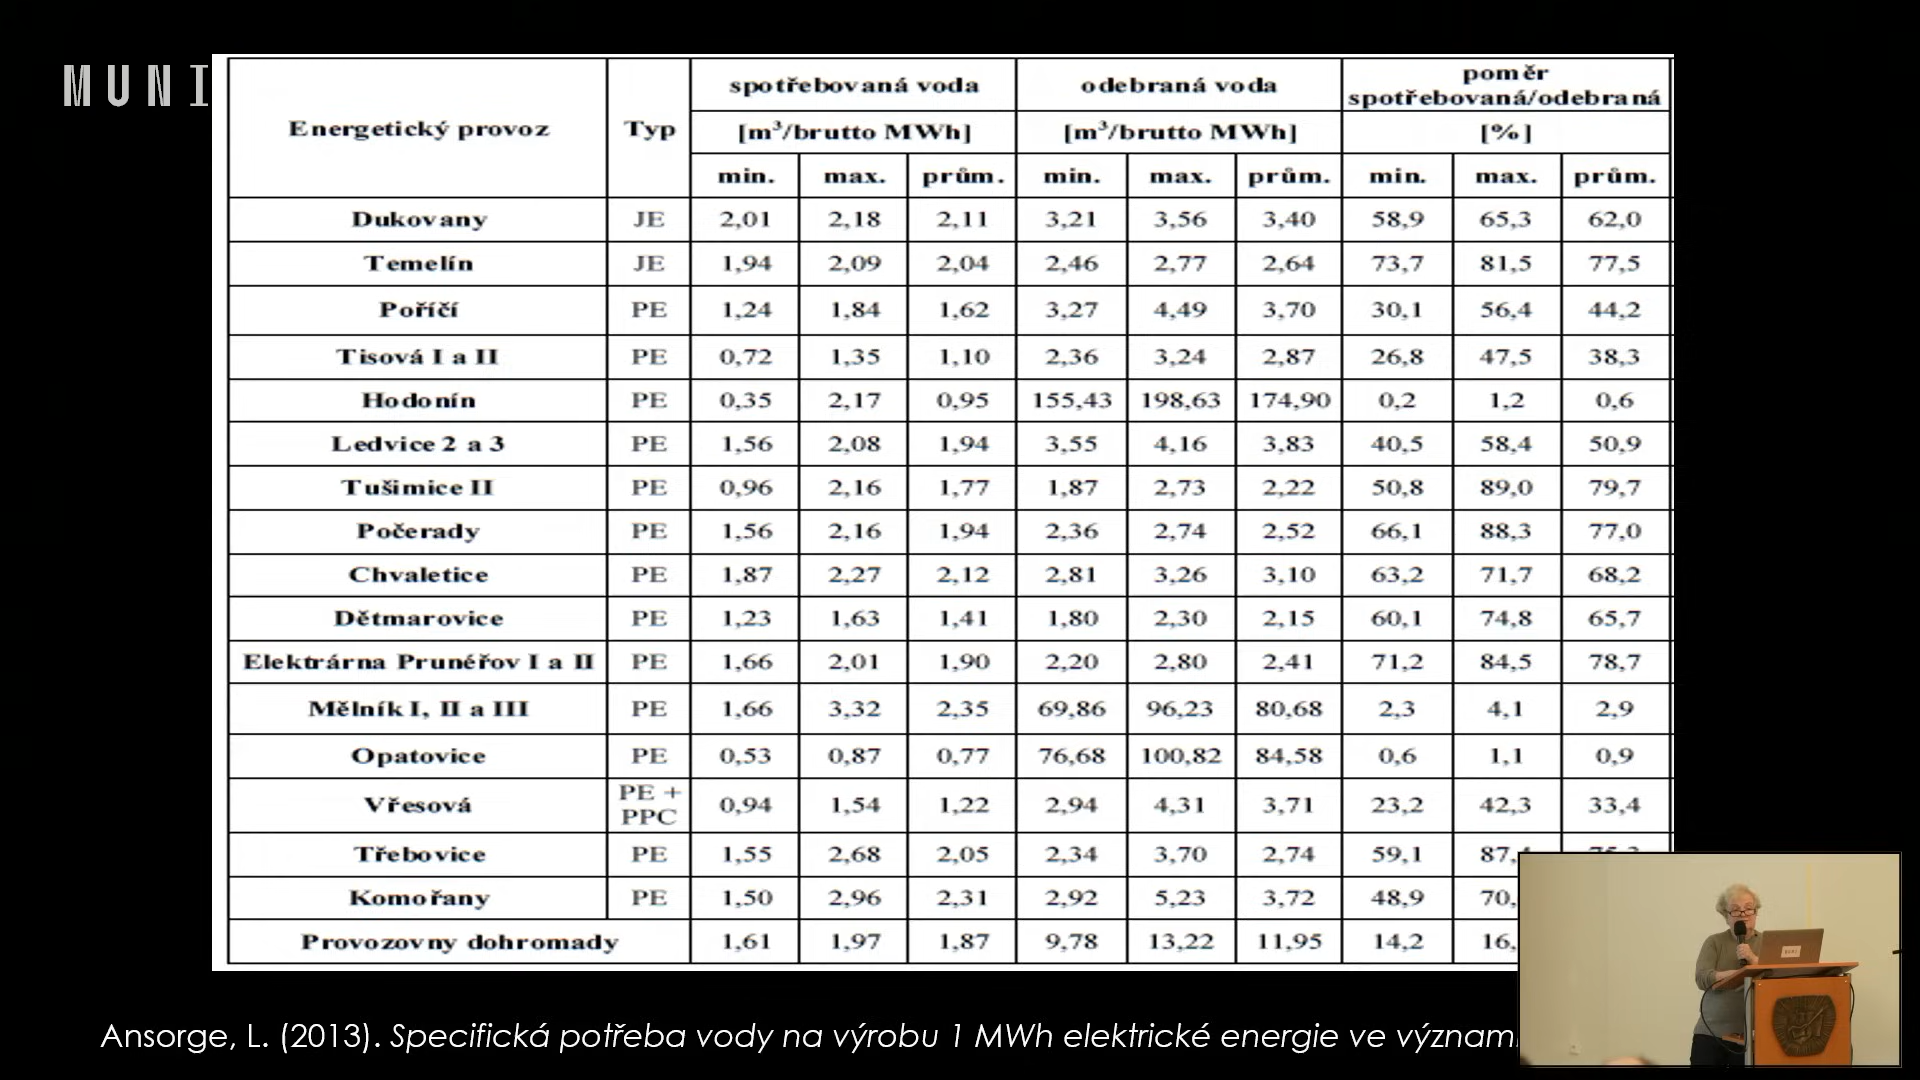 MUNI
Energetický provoz Typ spotřebovaná voda odebraná voda poměr spotřebovaná/odebraná
[m³/brutto MWh] [m³/brutto MWh] [%]
min. max. prům. min. max. prům. min. max. prům.
Dukovany JE 2,01 2,18 2,11 3,21 3,56 3,40 58,9 65,3 62,0
Temelín JE 1,94 2,09 2,04 2,46 2,77 2,64 73,7 81,5 77,5
Poříčí PE 1,24 1,84 1,62 3,27 4,49 3,70 30,1 56,4 44,2
Tisová I a II PE 0,72 1,35 1,10 2,36 3,24 2,87 26,8 47,5 38,3
Hodonín PE 0,35 2,17 0,95 155,43 198,63 174,90 0,2 1,2 0,6
Ledvice 2 a 3 PE 1,56 2,08 1,94 3,55 4,16 3,83 40,5 58,4 50,9
Tušimice II PE 0,96 2,16 1,77 1,87 2,73 2,22 50,8 89,0 79,7
Počerady PE 1,56 2,16 1,94 2,36 2,74 2,52 66,1 88,3 77,0
Chvaletice PE 1,87 2,27 2,12 2,81 3,26 3,10 63,2 71,7 68,2
Dětmarovice PE 1,23 1,63 1,41 1,80 2,30 2,15 60,1 74,8 65,7
Elektrárna Prunéřov I a II PE 1,66 2,01 1,90 2,20 2,80 2,41 71,2 84,5 78,7
Mělník I, II a III PE 1,66 3,32 2,35 69,86 96,23 80,68 2,3 4,1 2,9
Opatovice PE 0,53 0,87 0,77 76,68 100,82 84,58 0,6 1,1 0,9
Vřesová PE + PPC 0,94 1,54 1,22 2,94 4,31 3,71 23,2 42,3 33,4
Třebovice PE 1,55 2,68 2,05 2,34 3,70 2,74 59,1 87,
Komořany PE 1,50 2,96 2,31 2,92 5,23 3,72 48,9 70,
Provozovny dohromady 1,61 1,97 1,87 9,78 13,22 11,95 14,2 16,
Ansorge, L. (2013). Specifická potřeba vody na výrobu 1 MWh elektrické energie ve význam